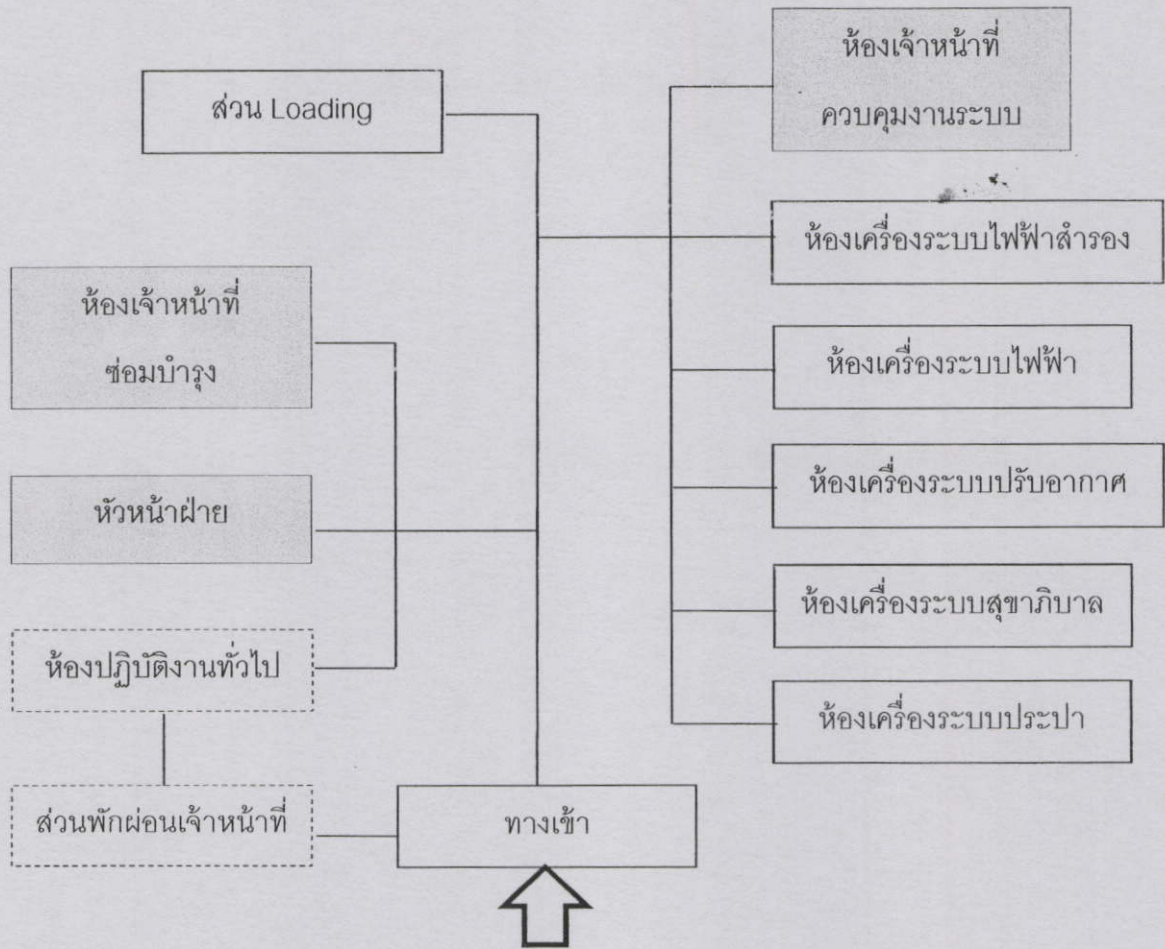 ห้องเจ้าหน้าที่
ควบคุมงานระบบ
ส่วน Loading
ห้องเครื่องระบบไฟฟ้าสำรอง
ห้องเจ้าหน้าที่
ซ่อมบำรุง
ห้องเครื่องระบบไฟฟ้า
ห้องเครื่องระบบปรับอากาศ
หัวหน้าฝ่าย
ห้องเครื่องระบบสุขาภิบาล
ห้องปฏิบัติงานทั่วไป
ห้องเครื่องระบบประปา
ส่วนพักผ่อนเจ้าหน้าที่
ทางเข้า